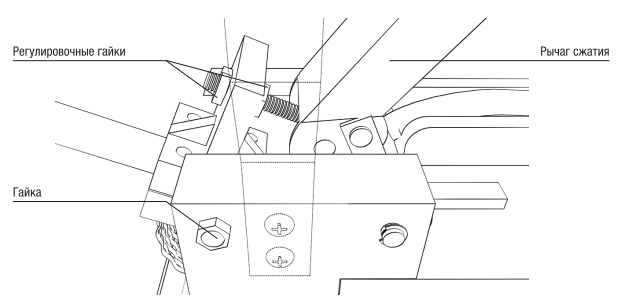 Регулировочные гайки
Рычаг сжатия
Гайка